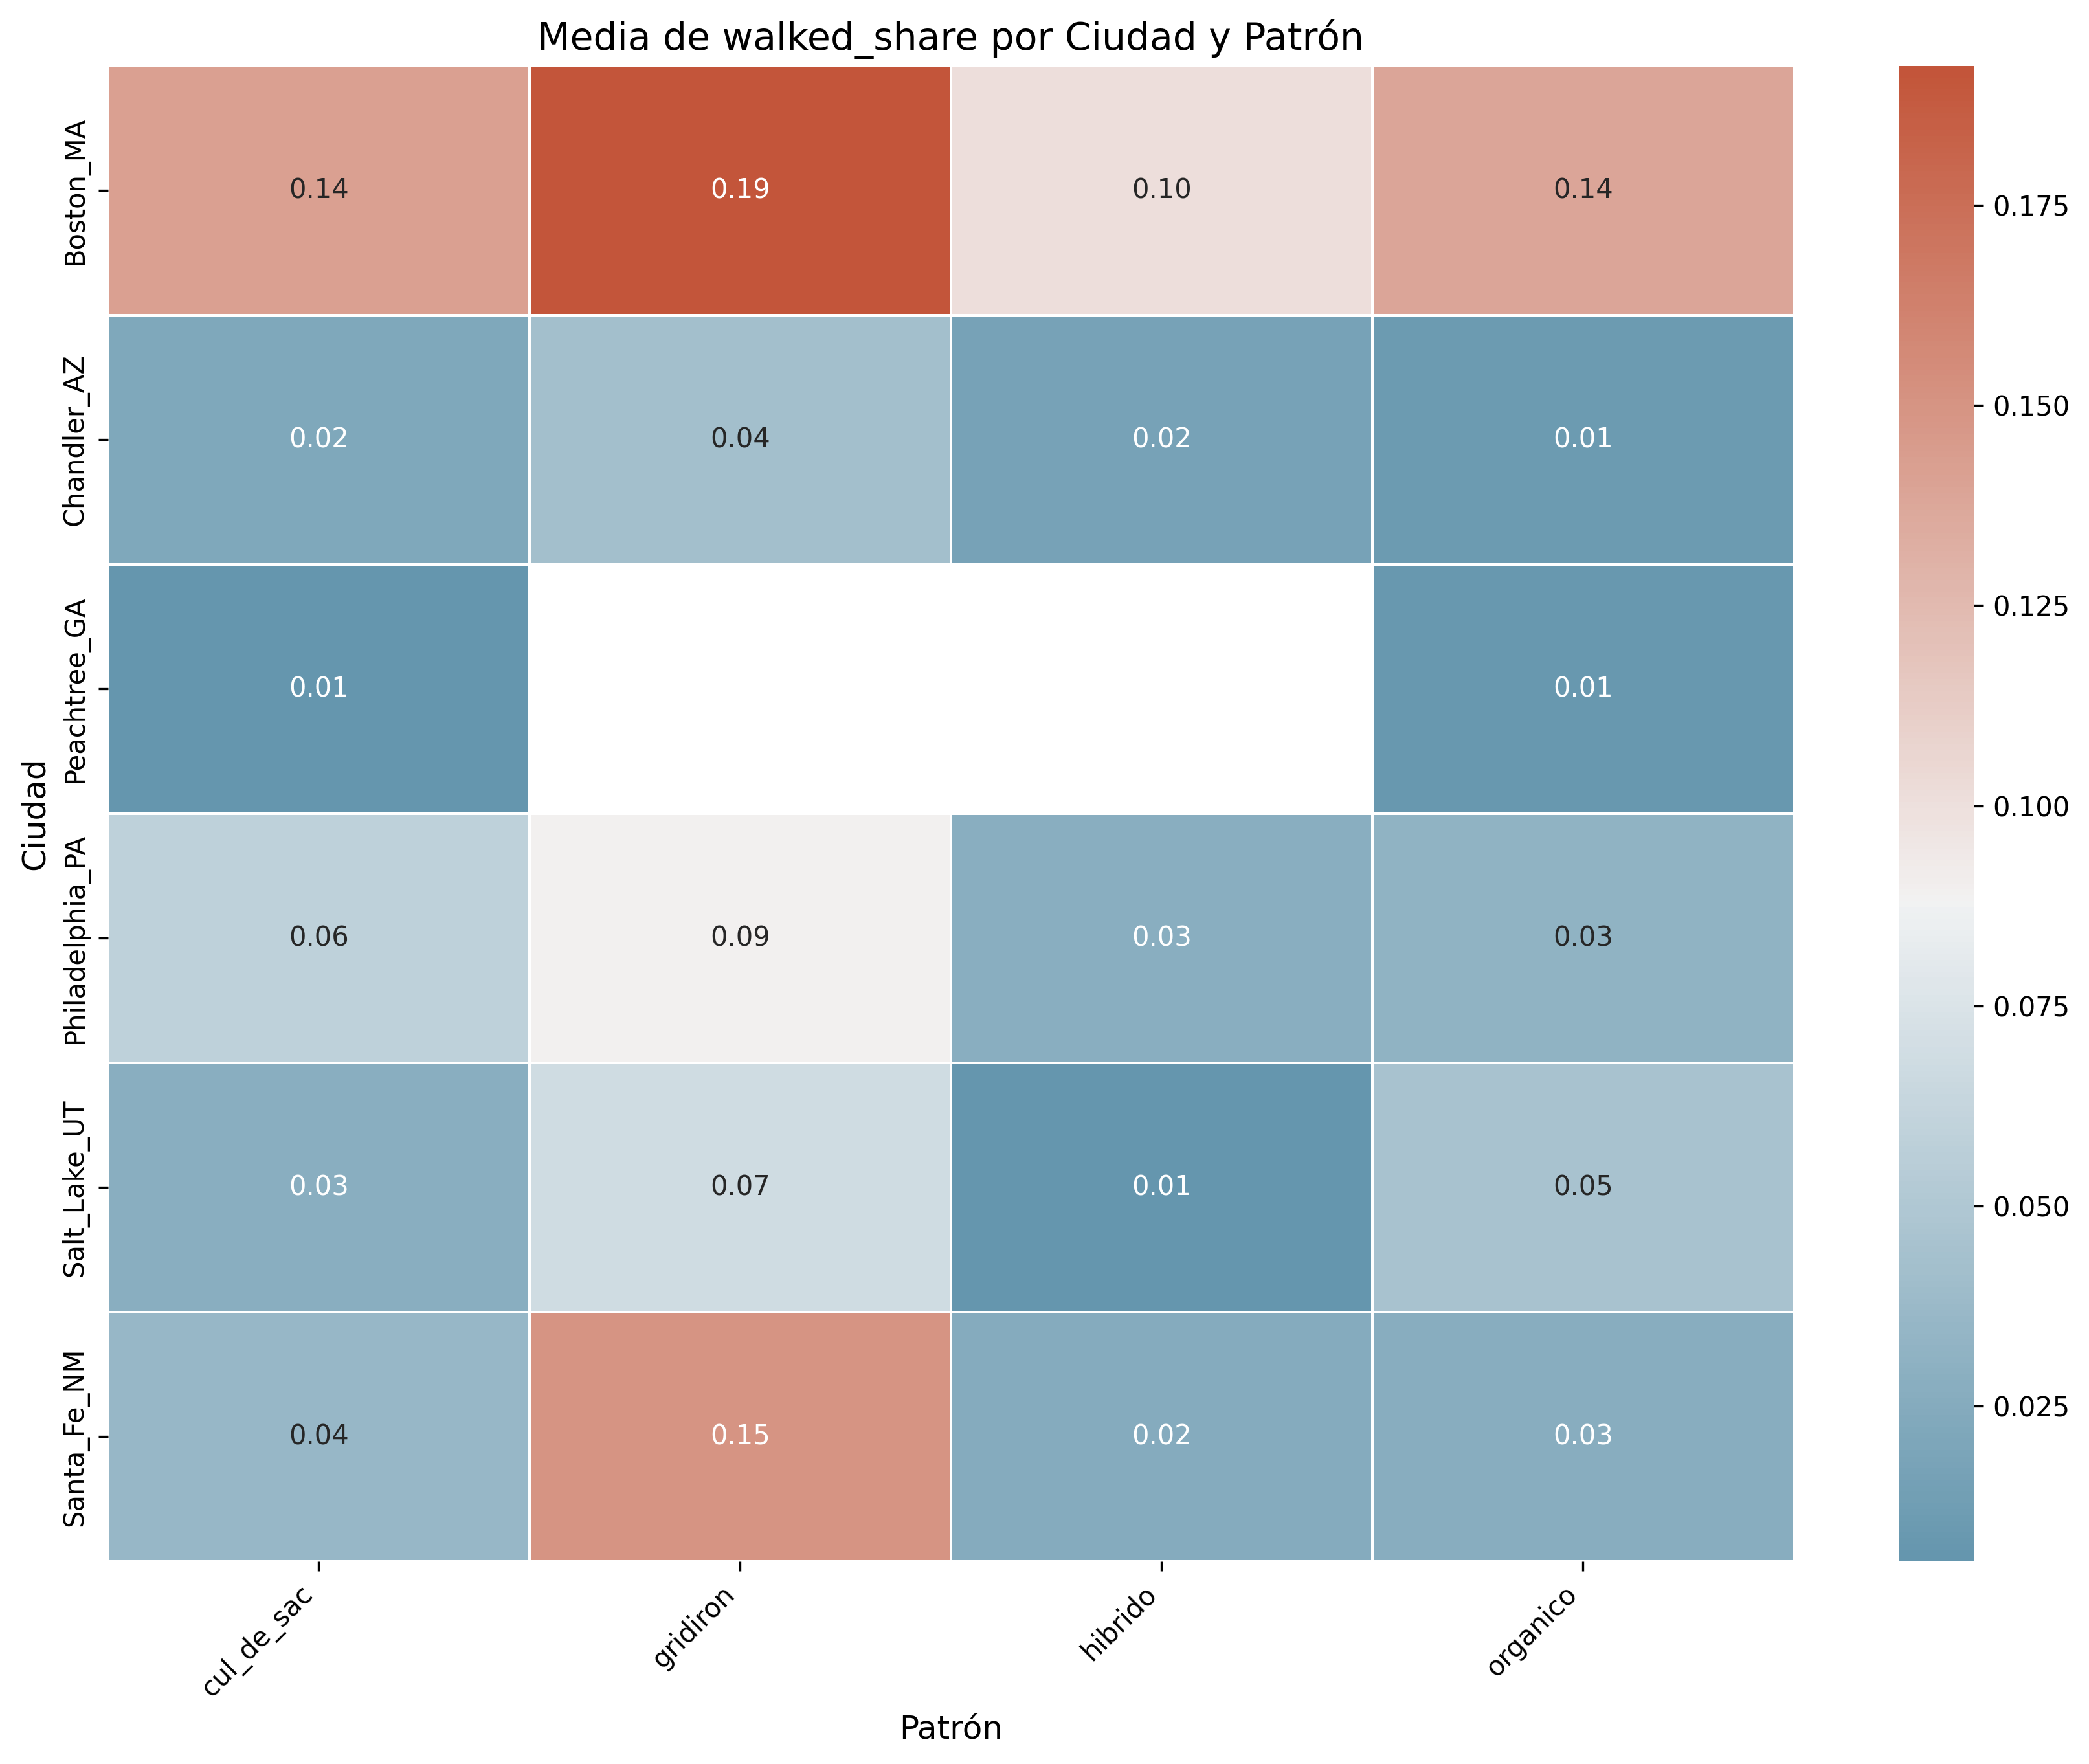 Media de walked_share por Ciudad y Patrón
Ciudad
Boston_MA
0.14 0.19 0.10 0.14
Chandler_AZ
0.02 0.04 0.02 0.01
Peachtree_GA
0.01 0.01
Philadelphia_PA
0.06 0.09 0.03 0.03
Salt_Lake_UT
0.03 0.07 0.01 0.05
Santa_Fe_NM
0.04 0.15 0.02 0.03
cul_de_sac gridiron hibrido organico
Patrón
0.175
0.150
0.125
0.100
0.075
0.050
0.025